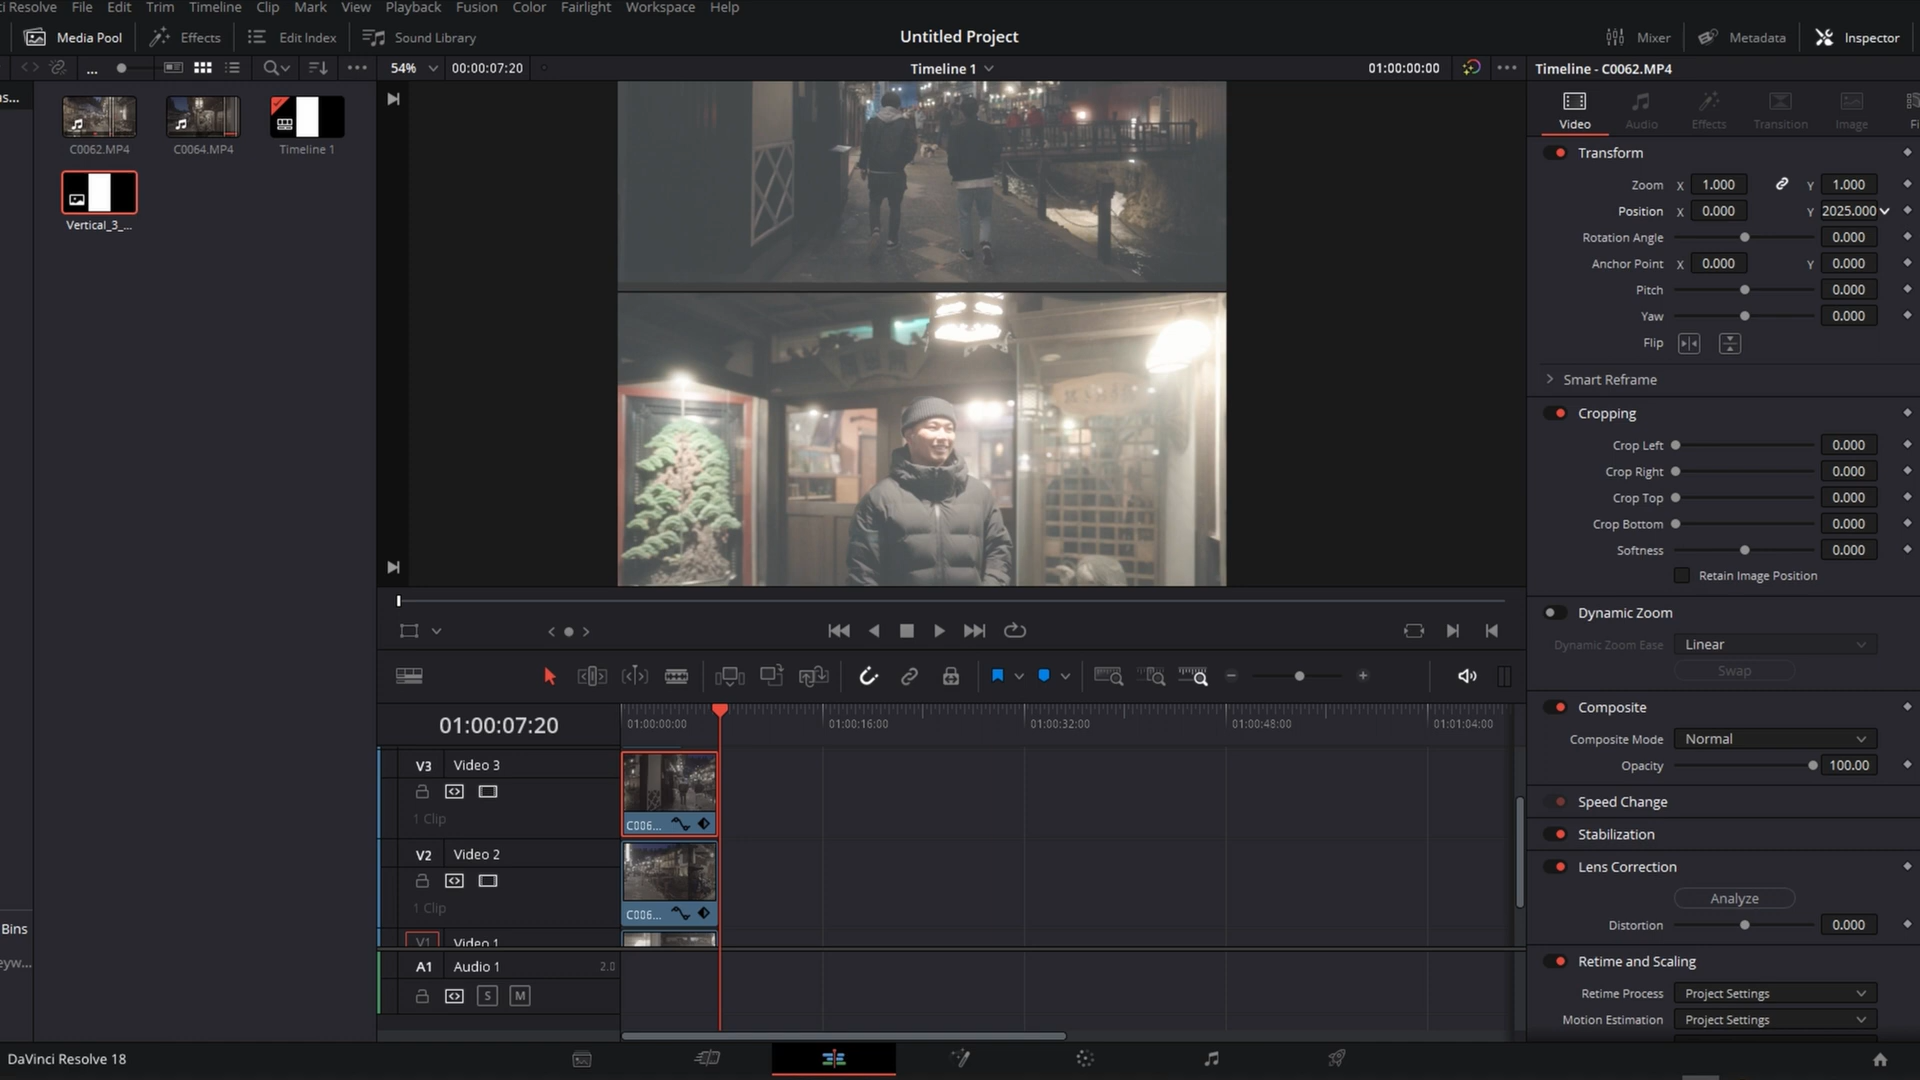 ci Resolve File Edit Trim Timeline Clip Mark View Playback Fusion Color Fairlight Workspace Help
Media Pool Effects Edit Index Sound Library Untitled Project Mixer Metadata Inspector
... 54% 00:00:07:20 Timeline 1 01:00:00:00 Timeline - C0062.MP4
as...
C0062.MP4 C0064.MP4 Timeline 1
Vertical_3_...
Video Audio Effects Transition Image Fi
Transform
Zoom X 1.000 Y 1.000
Position X 0.000 Y 2025.000
Rotation Angle 0.000
Anchor Point X 0.000 Y 0.000
Pitch 0.000
Yaw 0.000
Flip
Smart Reframe
Cropping
Crop Left 0.000
Crop Right 0.000
Crop Top 0.000
Crop Bottom 0.000
Softness 0.000
Retain Image Position
Dynamic Zoom
Dynamic Zoom Ease Linear
Swap
Composite
Composite Mode Normal
Opacity 100.00
Speed Change
Stabilization
Lens Correction
Analyze
Distortion 0.000
Retime and Scaling
Retime Process Project Settings
Motion Estimation Project Settings
01:00:07:20 01:00:00:00 01:00:16:00 01:00:32:00 01:00:48:00 01:01:04:00
V3 Video 3
1 Clip C006...
V2 Video 2
1 Clip C006...
V1 Video 1
A1 Audio 1 2.0
S M
Bins
eyw...
DaVinci Resolve 18